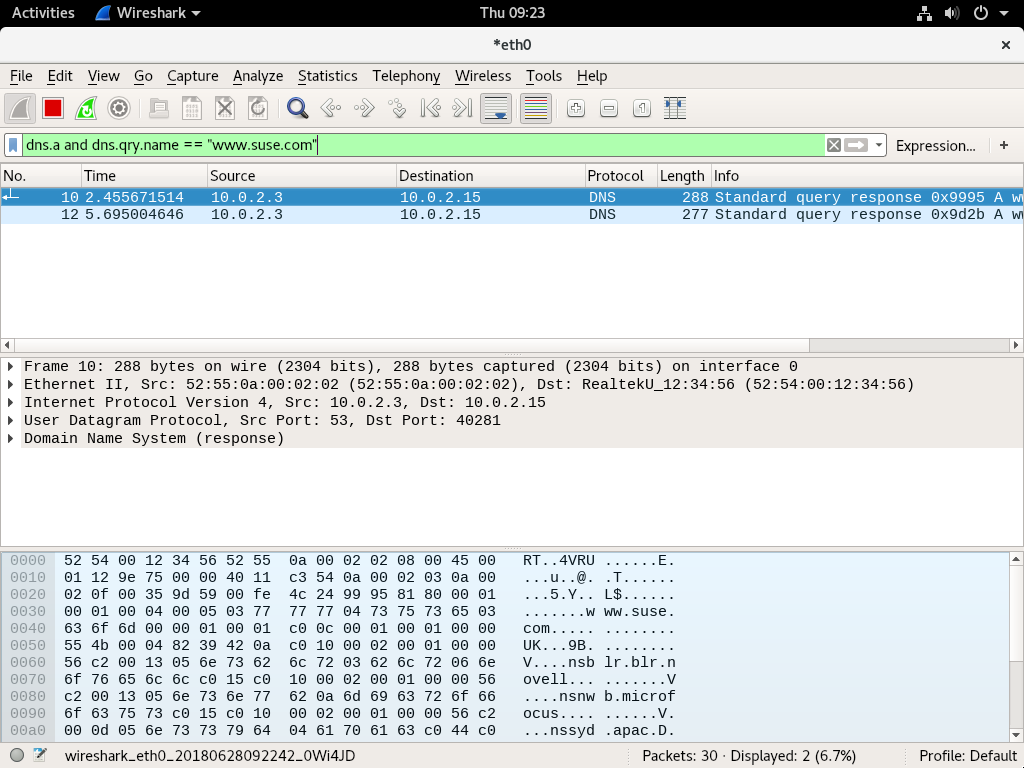 Activities Wireshark Thu 09:23
*eth0
File Edit View Go Capture Analyze Statistics Telephony Wireless Tools Help
dns.a and dns.qry.name == "www.suse.com" Expression... +
No. Time Source Destination Protocol Length Info
10 2.455671514 10.0.2.3 10.0.2.15 DNS 288 Standard query response 0x9995 A
12 5.695004646 10.0.2.3 10.0.2.15 DNS 277 Standard query response 0x9d2b A
Frame 10: 288 bytes on wire (2304 bits), 288 bytes captured (2304 bits) on interface 0
Ethernet II, Src: 52:55:0a:00:02:02 (52:55:0a:00:02:02), Dst: RealtekU_12:34:56 (52:54:00:12:34:56)
Internet Protocol Version 4, Src: 10.0.2.3, Dst: 10.0.2.15
User Datagram Protocol, Src Port: 53, Dst Port: 40281
Domain Name System (response)
0000 52 54 00 12 34 56 52 55 0a 00 02 02 08 00 45 00 RT..4VRU ......E.
0010 01 12 9e 75 00 00 40 11 c3 54 0a 00 02 03 0a 00 ...u..@. .T......
0020 02 0f 00 35 9d 59 00 fe 4c 24 99 95 81 80 00 01 ...5.Y.. L$......
0030 00 01 00 04 00 05 03 77 77 77 04 73 75 73 65 03 .......w ww.suse.
0040 63 6f 6d 00 00 01 00 01 c0 0c 00 01 00 01 00 00 com..... ........
0050 55 4b 00 04 82 39 42 0a c0 10 00 02 00 01 00 00 UK...9B. ........
0060 56 c2 00 13 05 6e 73 62 6c 72 03 62 6c 72 06 6e V....nsb lr.blr.n
0070 6f 76 65 6c 6c c0 15 c0 10 00 02 00 01 00 00 56 ovell... .......V
0080 c2 00 13 05 6e 73 6e 77 62 0a 6d 69 63 72 6f 66 ....nsnw b.microf
0090 6f 63 75 73 c0 15 c0 10 00 02 00 01 00 00 56 c2 ocus.... ......V.
00a0 00 0d 05 6e 73 73 79 64 04 61 70 61 63 c0 44 c0 ...nssyd .apac.D.
wireshark_eth0_20180628092242_0Wi4JD Packets: 30 · Displayed: 2 (6.7%) Profile: Default